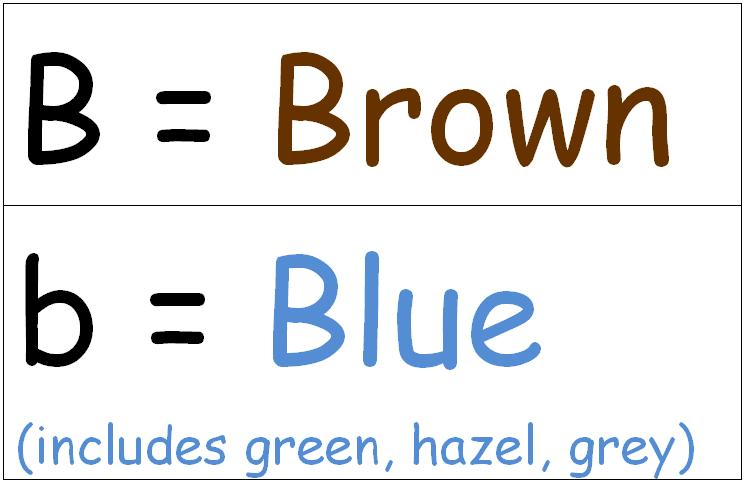 B = Brown
b = Blue
(includes green, hazel, grey)